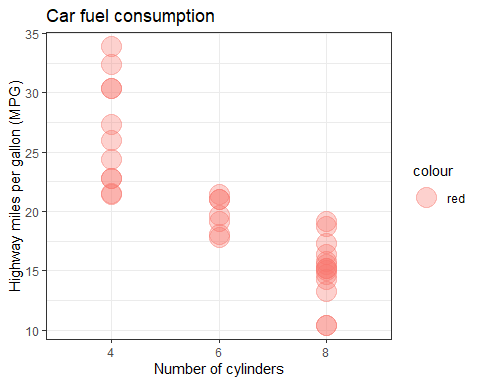 Car fuel consumption
Highway miles per gallon (MPG)
35
30
25
20
15
10
4
6
8
Number of cylinders
colour
red